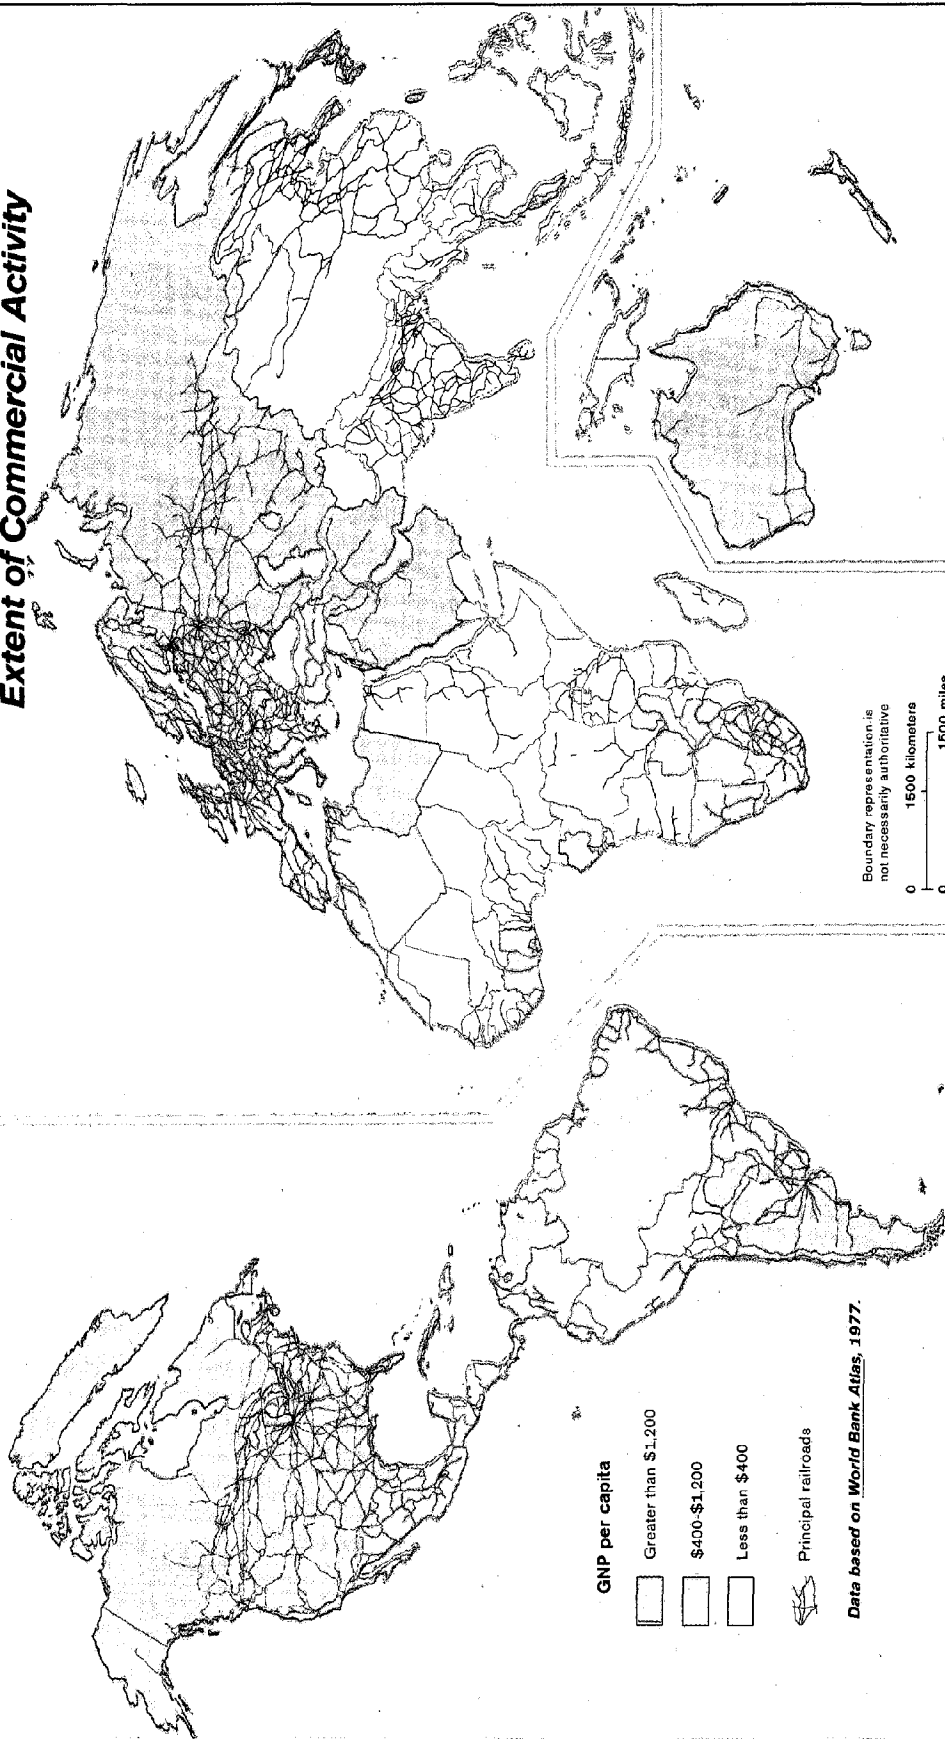 Extent of Commercial Activity
GNP per capita
Greater than $1,200
$400-$1,200
Less than $400
Principal railroads
Data based on World Bank Atlas, 1977.
Boundary representation is
not necessarily authoritative
0 1500 kilometers
0 1500 miles